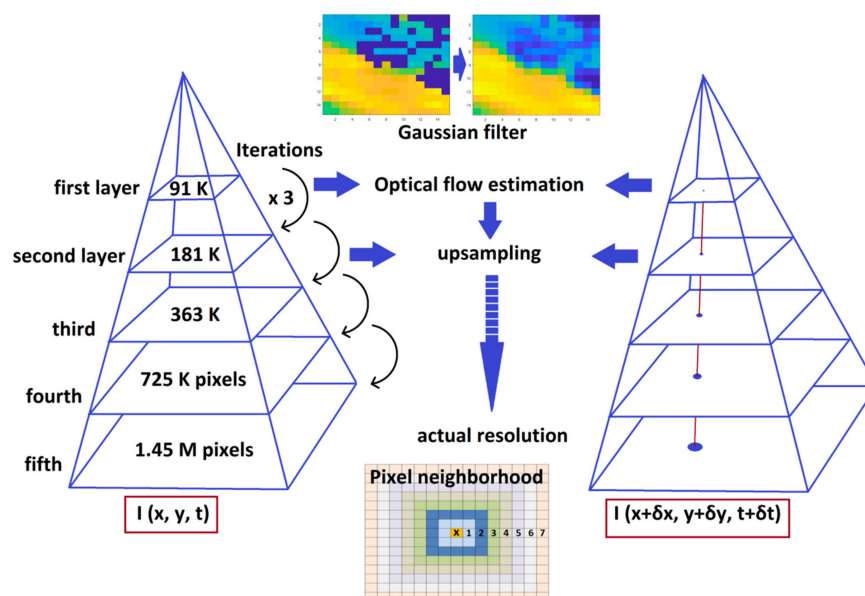 Gaussian filter
Iterations
x 3
first layer
91 K
Optical flow estimation
second layer
181 K
upsampling
third
363 K
fourth
725 K pixels
fifth
1.45 M pixels
actual resolution
Pixel neighborhood
X 1 2 3 4 5 6 7
I (x, y, t)
I (x+δx, y+δy, t+δt)